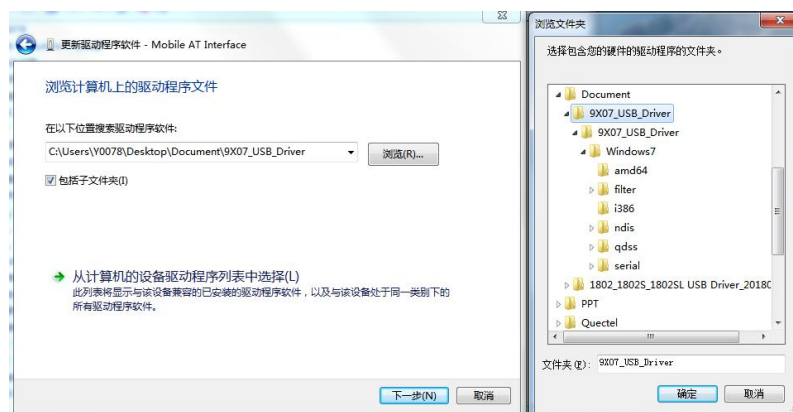 更新驱动程序软件 - Mobile AT Interface
浏览计算机上的驱动程序文件
在以下位置搜索驱动程序软件:
C:\Users\Y0078\Desktop\Document\9X07_USB_Driver
浏览(R)...
包括子文件夹(I)
从计算机的设备驱动程序列表中选择(L)
此列表将显示与该设备兼容的已安装的驱动程序软件，以及与该设备处于同一类别下的
所有驱动程序软件。
下一步(N)
取消
浏览文件夹
选择包含您的硬件的驱动程序的文件夹。
Document
9X07_USB_Driver
9X07_USB_Driver
Windows7
amd64
filter
i386
ndis
qdss
serial
1802_1802S_1802SL USB Driver_2018
PPT
Quectel
文件夹(F):
9X07_USB_Driver
确定
取消